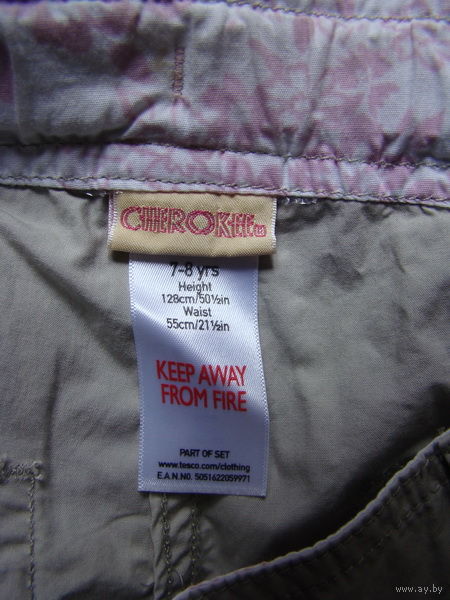 CHEROKEE
7-8 yrs
Height
128cm/50½in
Waist
55cm/21½in
KEEP AWAY
FROM FIRE
PART OF SET
www.tesco.com/clothing
E.A.N.NO. 5051622059971
www.ay.by